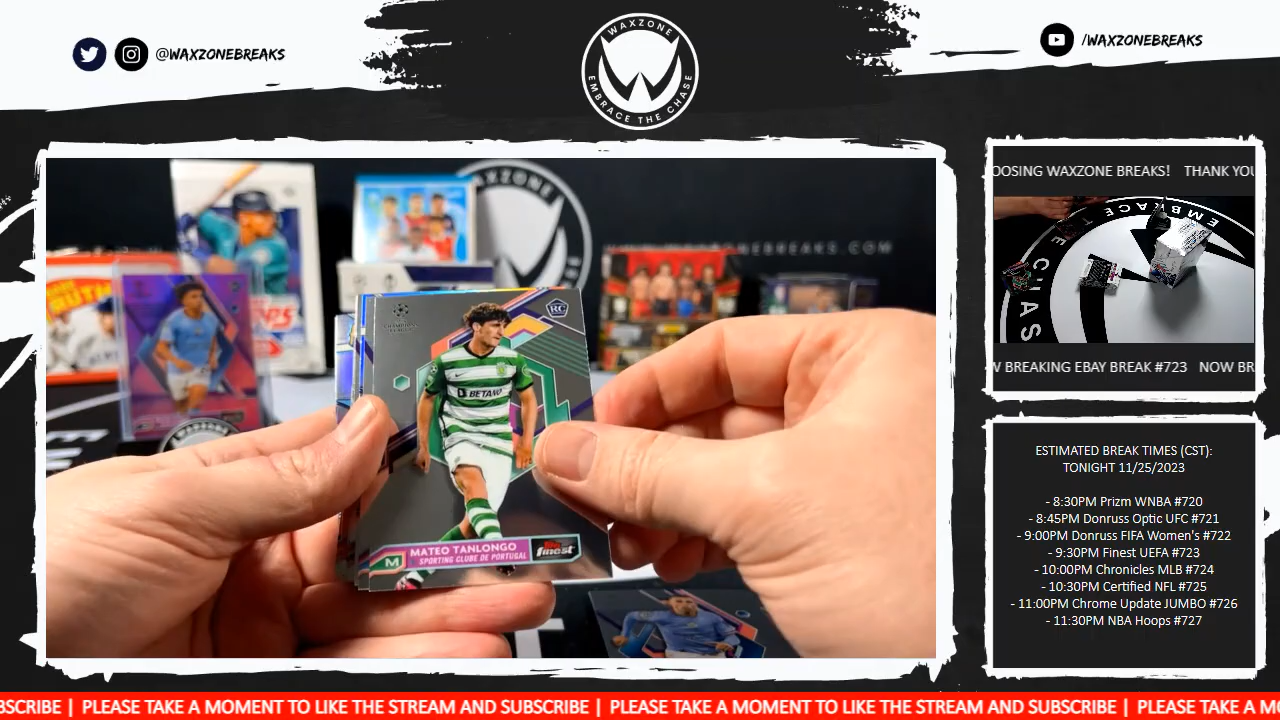 @WAXZONEBREAKS
WAXZONE
EMBRACE THE CHASE
/WAXZONEBREAKS
OOSING WAXZONE BREAKS! THANK YOU
WAXZONE
EMBRACE
CHAS
RC
BETANO
MATEO TANLONGO
SPORTING CLUBE DE PORTUGAL
M
finest
W BREAKING EBAY BREAK #723 NOW BR
ESTIMATED BREAK TIMES (CST):
TONIGHT 11/25/2023
- 8:30PM Prizm WNBA #720
- 8:45PM Donruss Optic UFC #721
- 9:00PM Donruss FIFA Women's #722
- 9:30PM Finest UEFA #723
- 10:00PM Chronicles MLB #724
- 10:30PM Certified NFL #725
- 11:00PM Chrome Update JUMBO #726
- 11:30PM NBA Hoops #727
BSCRIBE | PLEASE TAKE A MOMENT TO LIKE THE STREAM AND SUBSCRIBE | PLEASE TAKE A MOMENT TO LIKE THE STREAM AND SUBSCRIBE | PLEASE TAKE A MO